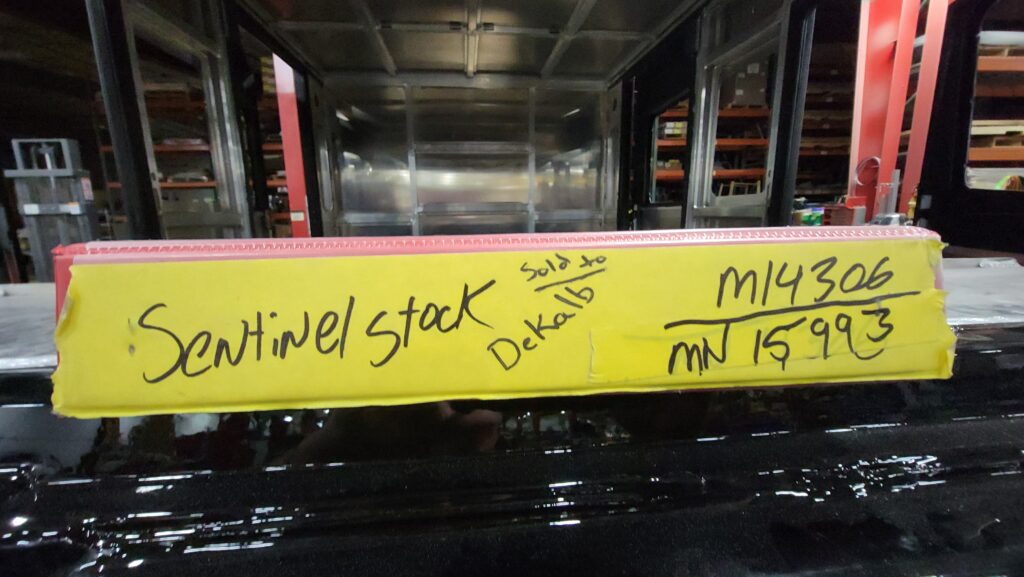 Sentinel Stock
Sold to
DeKalb
M14306
MN 15993